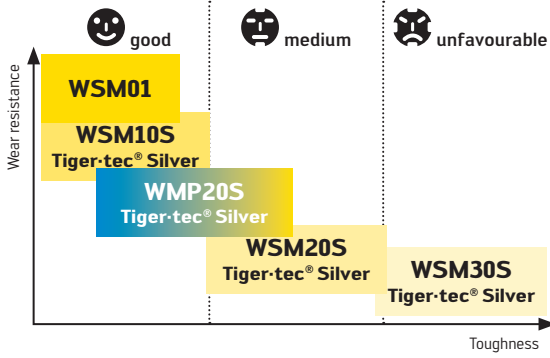 good
medium
unfavourable
Wear resistance
WSM01
WSM10S
Tiger·tec® Silver
WMP20S
Tiger·tec® Silver
WSM20S
Tiger·tec® Silver
WSM30S
Tiger·tec® Silver
Toughness